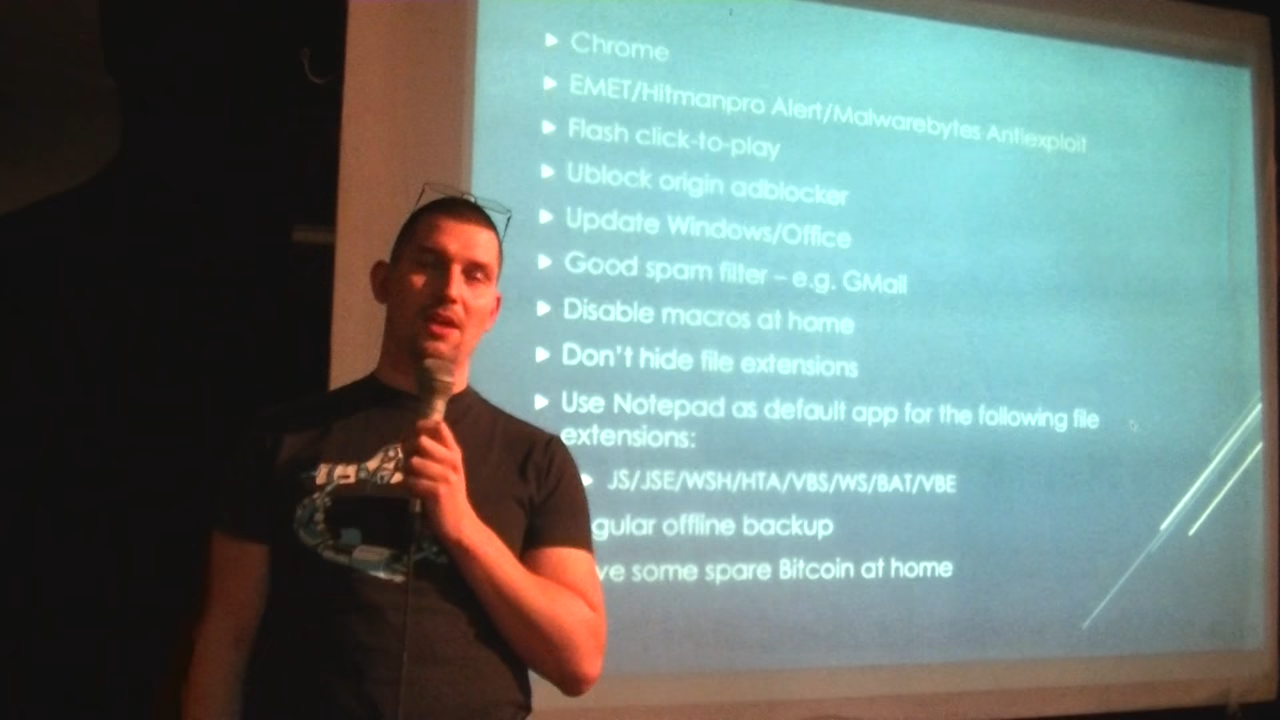 Chrome
EMET/Hitmanpro Alert/Malwarebytes Antiexploit
Flash click-to-play
Ublock origin adblocker
Update Windows/Office
Good spam filter – e.g. GMail
Disable macros at home
Don't hide file extensions
Use Notepad as default app for the following file
extensions:
JS/JSE/WSH/HTA/VBS/WS/BAT/VBE
gular offline backup
ve some spare Bitcoin at home